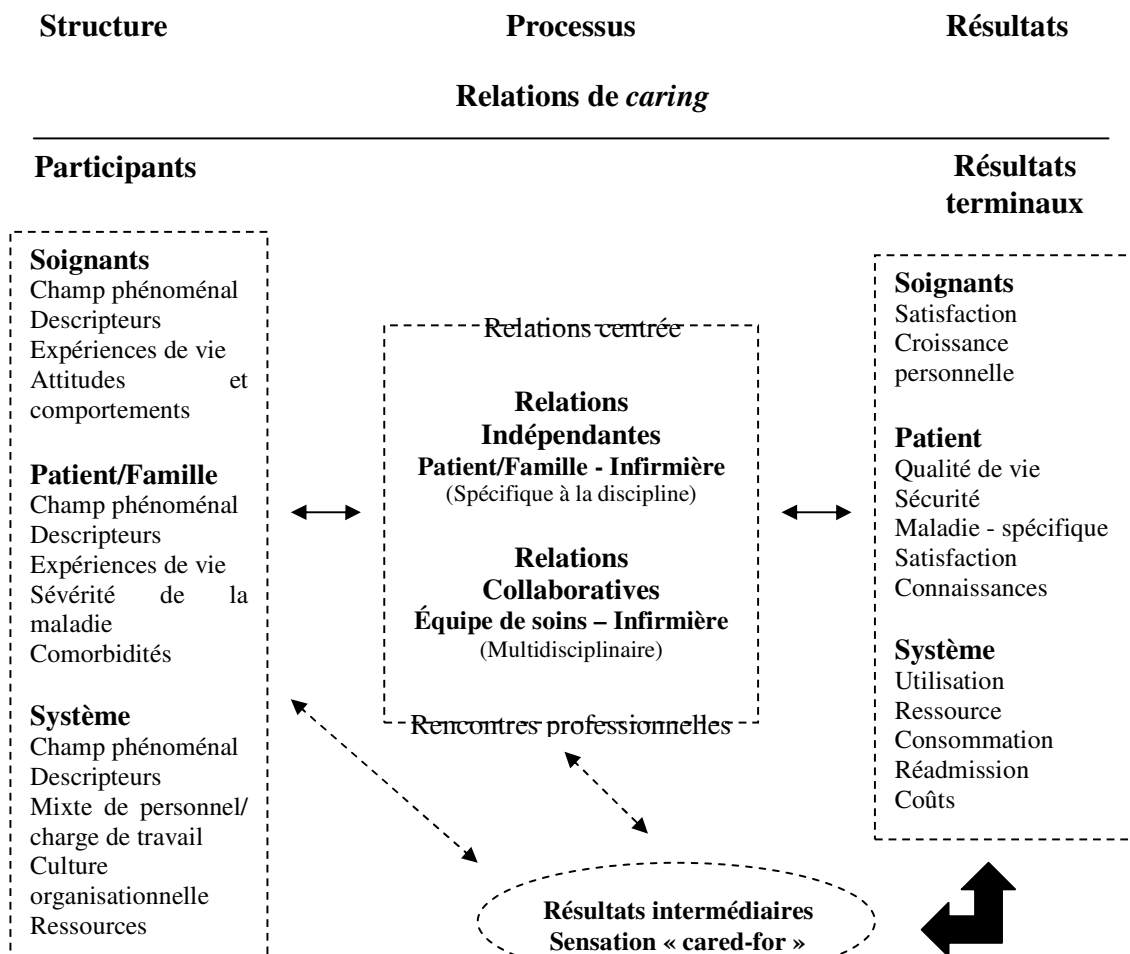 Structure
Processus
Résultats
Relations de caring
Participants
Résultats
terminaux
Soignants
Champ phénoménal
Descripteurs
Expériences de vie
Attitudes et
comportements
Patient/Famille
Champ phénoménal
Descripteurs
Expériences de vie
Sévérité de la
maladie
Comorbidités
Système
Champ phénoménal
Descripteurs
Mixte de personnel/
charge de travail
Culture
organisationnelle
Ressources
Relations centrée
Relations
Indépendantes
Patient/Famille - Infirmière
(Spécifique à la discipline)
Relations
Collaboratives
Équipe de soins – Infirmière
(Multidisciplinaire)
Rencontres professionnelles
Soignants
Satisfaction
Croissance
personnelle
Patient
Qualité de vie
Sécurité
Maladie - spécifique
Satisfaction
Connaissances
Système
Utilisation
Ressource
Consommation
Réadmission
Coûts
Résultats intermédiaires
Sensation « cared-for »